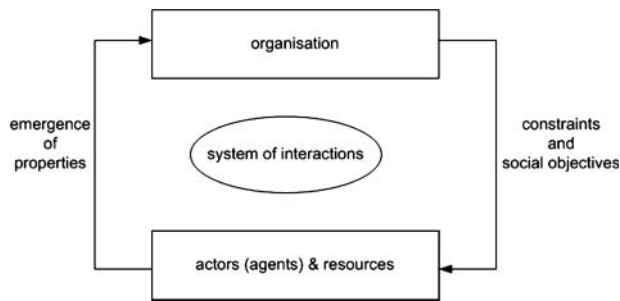 organisation
emergence
of
properties
system of interactions
constraints
and
social objectives
actors (agents) & resources